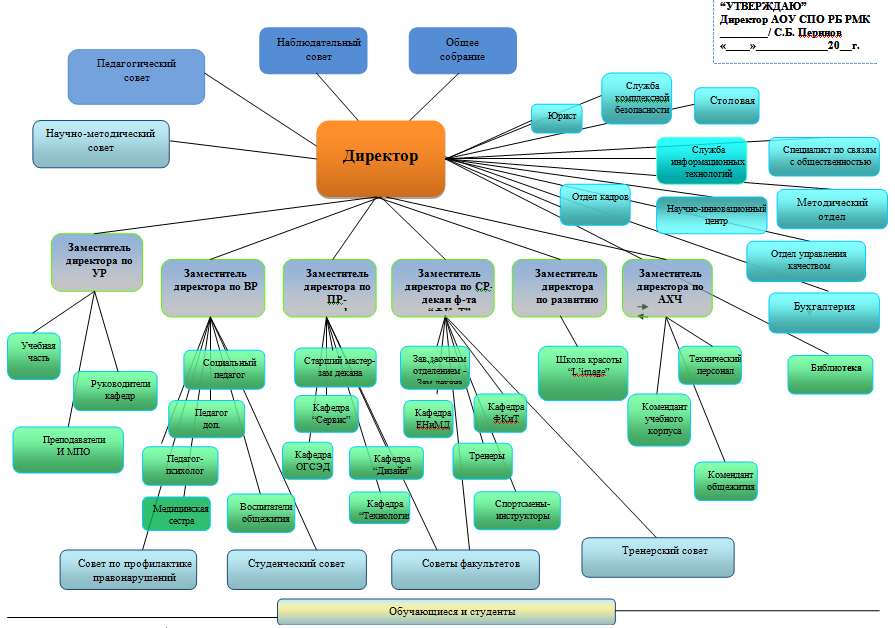 “УТВЕРЖДАЮ”
Директор АОУ СПО РБ РМК
________/ С.Б. Перинов
«____»____________20__г.
Наблюдательный
совет
Общее
собрание
Педагогический
совет
Научно-методический
совет
Директор
Служба
комплексной
безопасности
Столовая
Юрист
Служба
информационных
технологий
Специалист по связям
с общественностью
Отдел кадров
Научно-инновационный
центр
Методический
отдел
Отдел управления
качеством
Бухгалтерия
Библиотека
Заместитель
директора по
УР
Заместитель
директора по ВР
Заместитель
директора по
ПР-
Заместитель
директора по СР-
декан ф-та
Заместитель
директора
по развитию
Заместитель
директора по
АХЧ
Учебная
часть
Руководители
кафедр
Преподаватели
И МПО
Социальный
педагог
Педагог
доп.
Педагог-
психолог
Медицинская
сестра
Воспитатели
общежития
Старший мастер-
зам декана
Кафедра
“Сервис”
Кафедра
ОГСЭД
Кафедра
“Дизайн”
Кафедра
“Технологи
Зав.даочным
отделением -
Зам декана
Кафедра
ЕНиМД
Кафедра
ФКиТ
Тренеры
Спортсмены-
инструкторы
Школа красоты
“L’image”
Технический
персонал
Комендант
учебного
корпуса
Комендант
общежития
Совет по профилактике
правонарушений
Студенческий совет
Советы факультетов
Тренерский совет
Обучающиеся и студенты